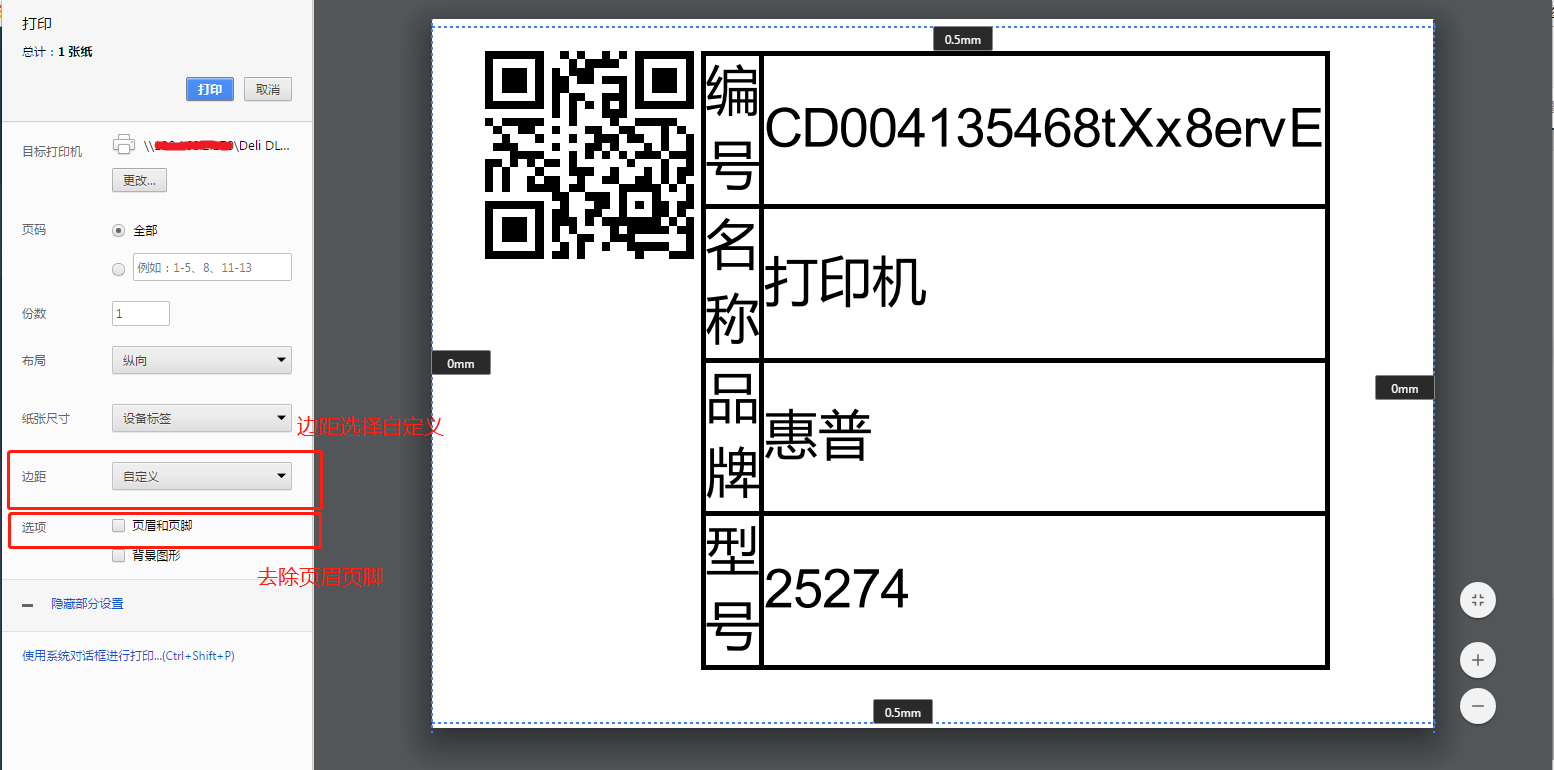 打印
总计：1 张纸
打印 取消
目标打印机 \\ \Deli DL...
更改...
页码 全部
例如：1-5、8、11-13
份数 1
布局 纵向
纸张尺寸 设备标签
边距选择自定义
边距 自定义
选项 页眉和页脚
背景图形
去除页眉页脚
隐藏部分设置
使用系统对话框进行打印...(Ctrl+Shift+P)
0.5mm
编号 CD004135468tXx8ervE
名称 打印机
0mm
0mm
品牌 惠普
型号 25274
0.5mm